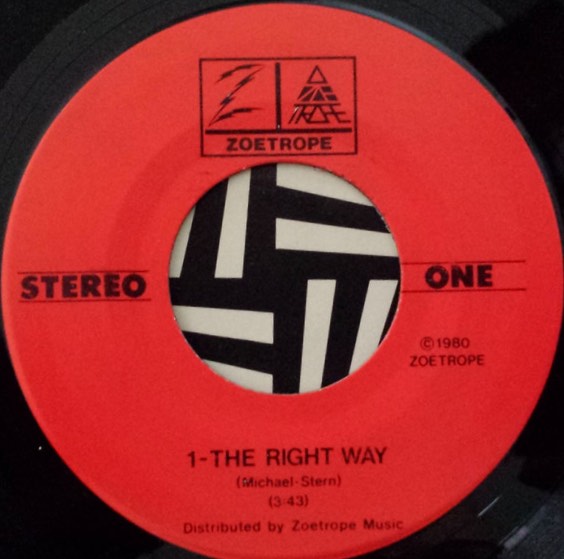 ZOETROPE
STEREO
ONE
©1980
ZOETROPE
1-THE RIGHT WAY
(Michael-Stern)
(3:43)
Distributed by Zoetrope Music